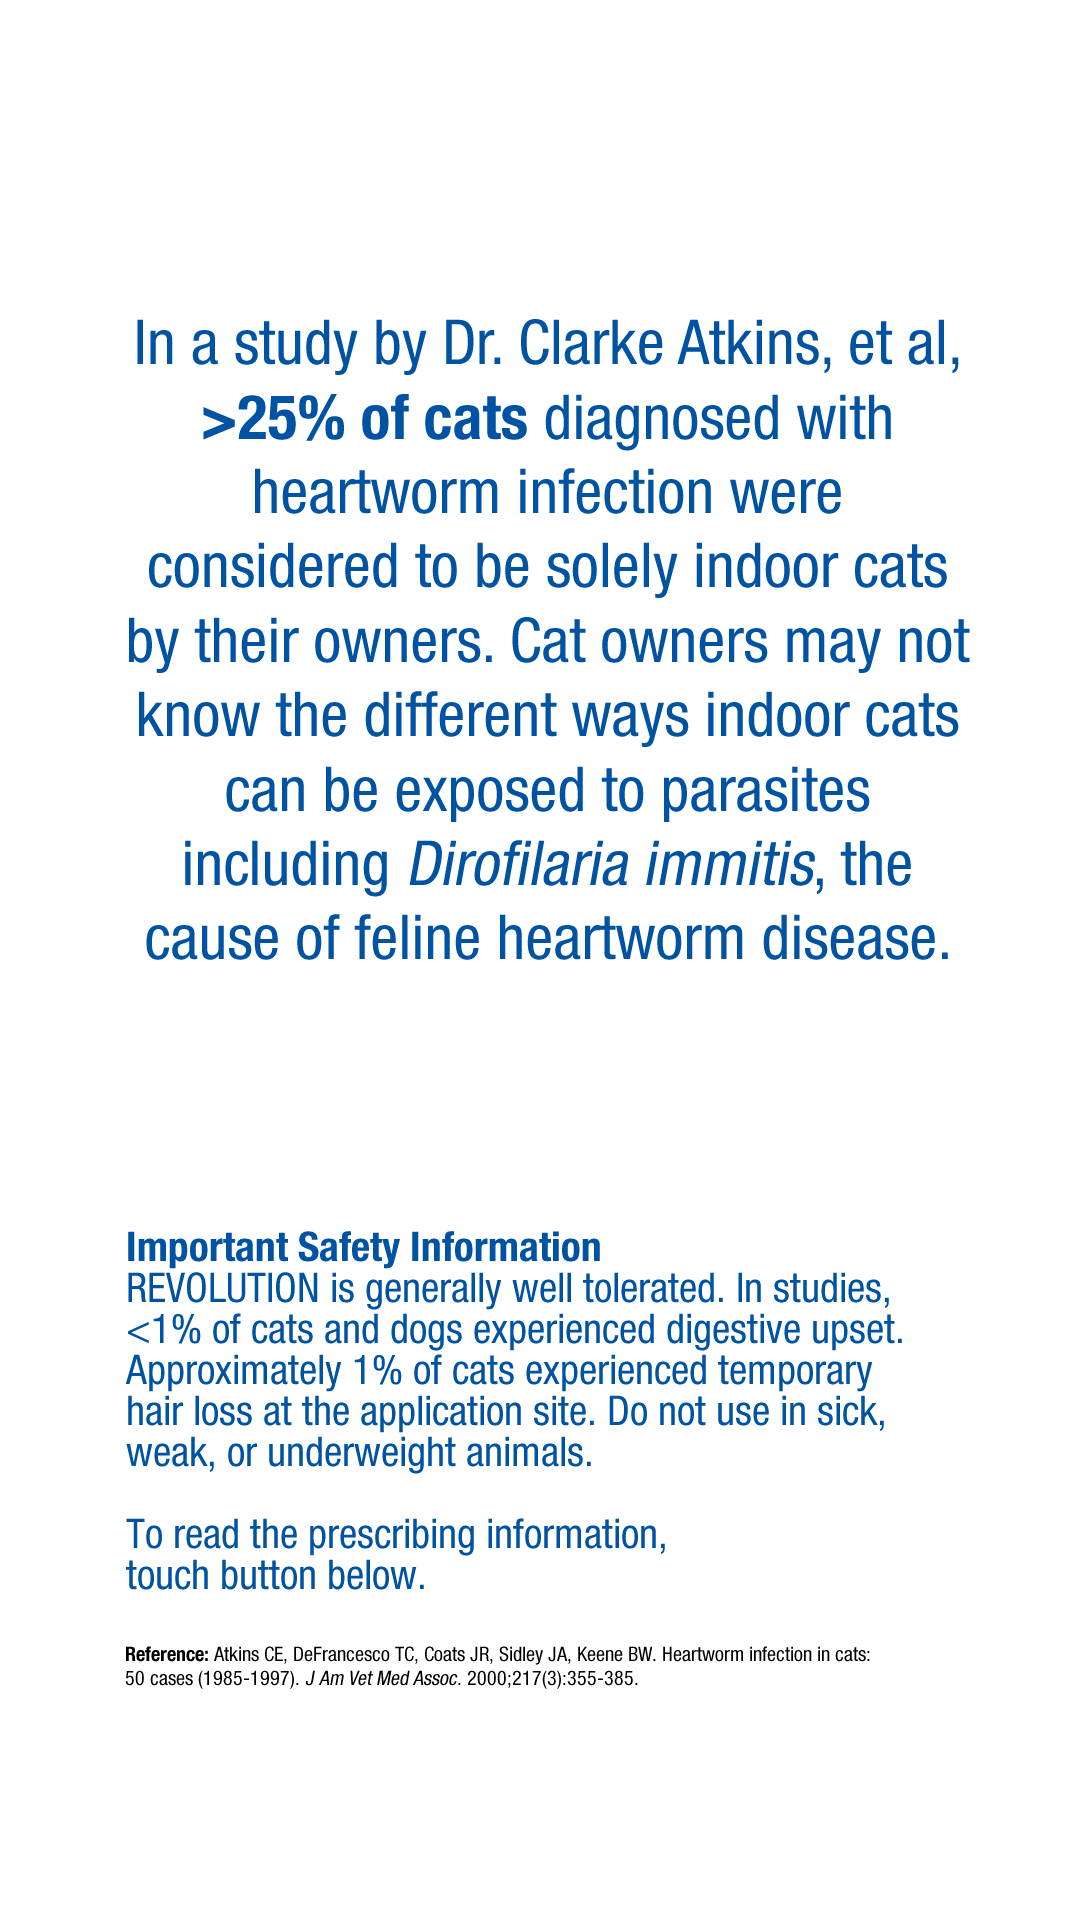 In a study by Dr. Clarke Atkins, et al,
>25% of cats diagnosed with
heartworm infection were
considered to be solely indoor cats
by their owners. Cat owners may not
know the different ways indoor cats
can be exposed to parasites
including Dirofilaria immitis, the
cause of feline heartworm disease.
Important Safety Information
REVOLUTION is generally well tolerated. In studies,
<1% of cats and dogs experienced digestive upset.
Approximately 1% of cats experienced temporary
hair loss at the application site. Do not use in sick,
weak, or underweight animals.
To read the prescribing information,
touch button below.
Reference: Atkins CE, DeFrancesco TC, Coats JR, Sidley JA, Keene BW. Heartworm infection in cats:
50 cases (1985-1997). J Am Vet Med Assoc. 2000;217(3):355-385.